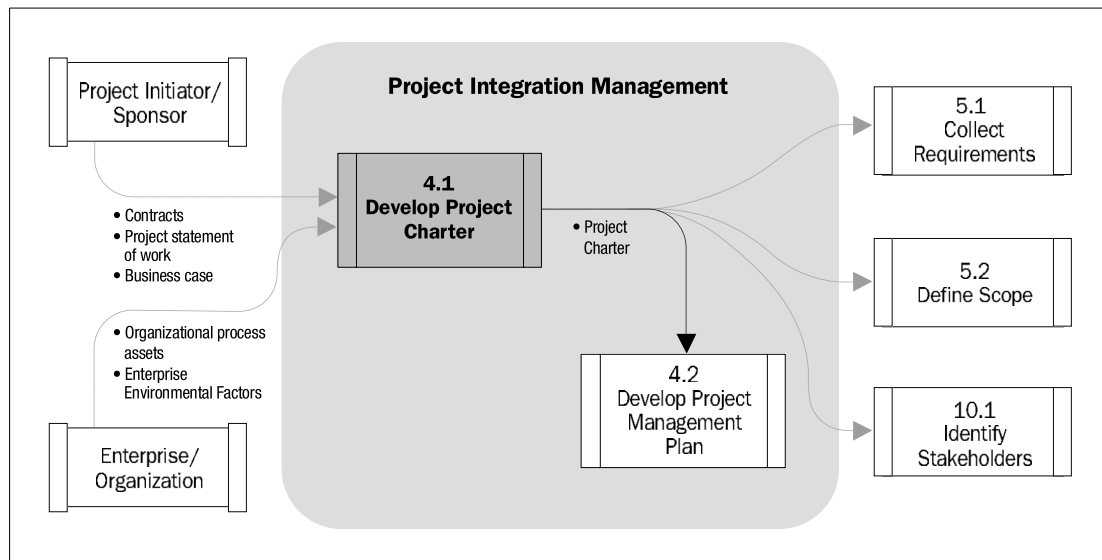 Project Initiator/
Sponsor
• Contracts
• Project statement
of work
• Business case
• Organizational process
assets
• Enterprise
Environmental Factors
Enterprise/
Organization
Project Integration Management
4.1
Develop Project
Charter
• Project
Charter
4.2
Develop Project
Management
Plan
5.1
Collect
Requirements
5.2
Define Scope
10.1
Identify
Stakeholders